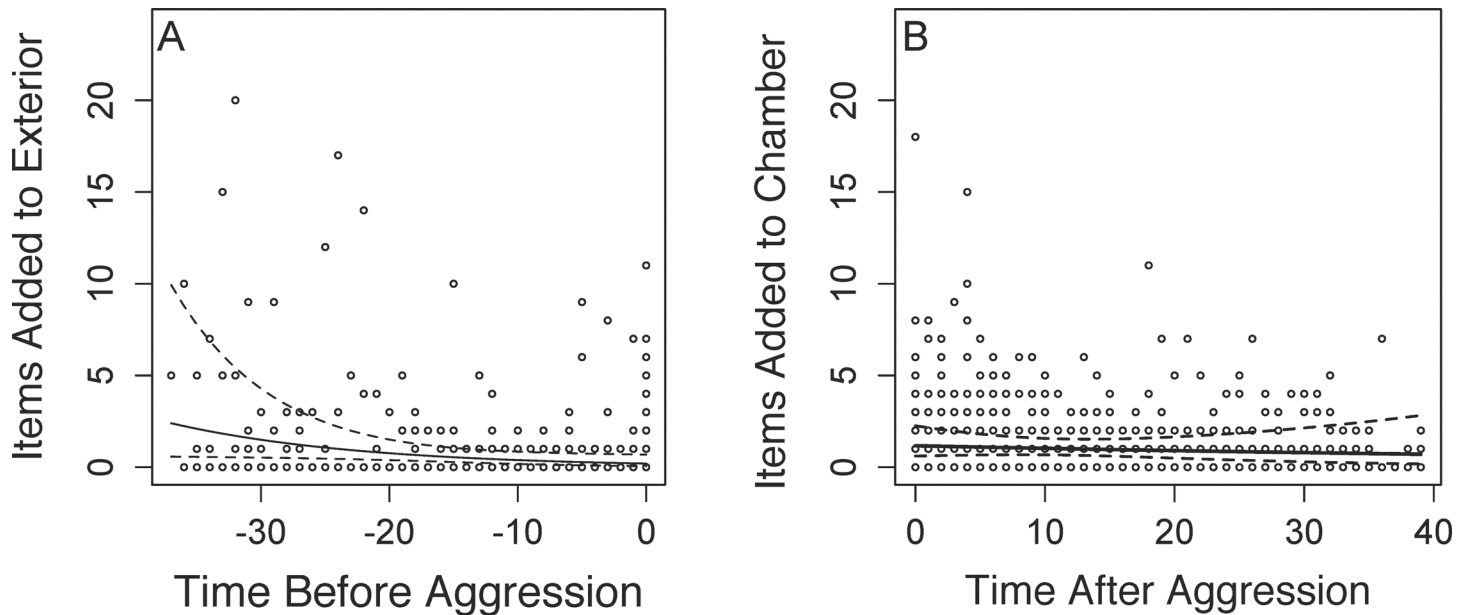 A
Items Added to Exterior
20
15
10
5
0
-30 -20 -10 0
Time Before Aggression
B
Items Added to Chamber
20
15
10
5
0
0 10 20 30 40
Time After Aggression